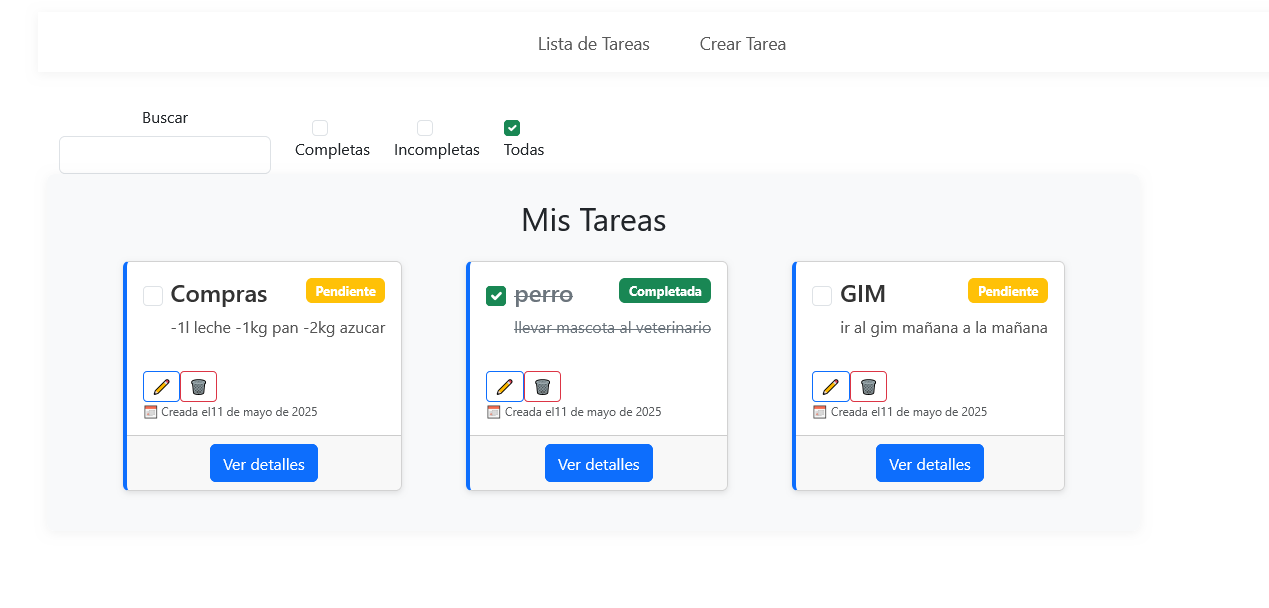 Lista de Tareas Crear Tarea
Buscar
Completas Incompletas Todas
Mis Tareas
Compras Pendiente
-1l leche -1kg pan -2kg azucar
Creada el11 de mayo de 2025
Ver detalles
perro Completada
llevar mascota al veterinario
Creada el11 de mayo de 2025
Ver detalles
GIM Pendiente
ir al gim mañana a la mañana
Creada el11 de mayo de 2025
Ver detalles